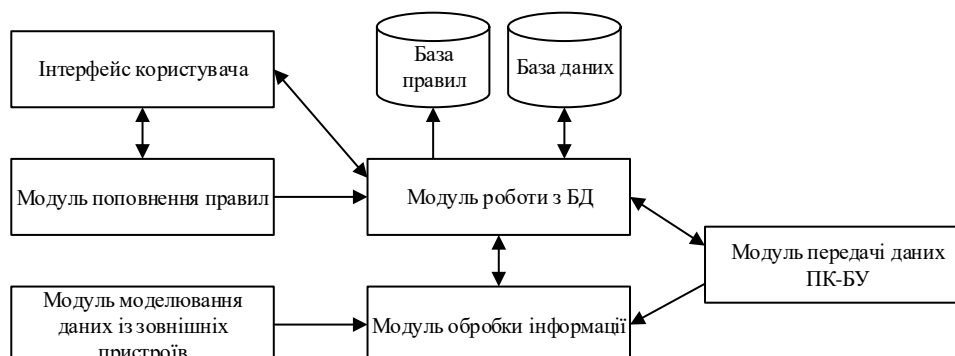 Інтерфейс користувача
База
правил
База даних
Модуль поповнення правил
Модуль роботи з БД
Модуль передачі даних
ПК-БУ
Модуль моделювання
даних із зовнішніх
пристроїв
Модуль обробки інформації